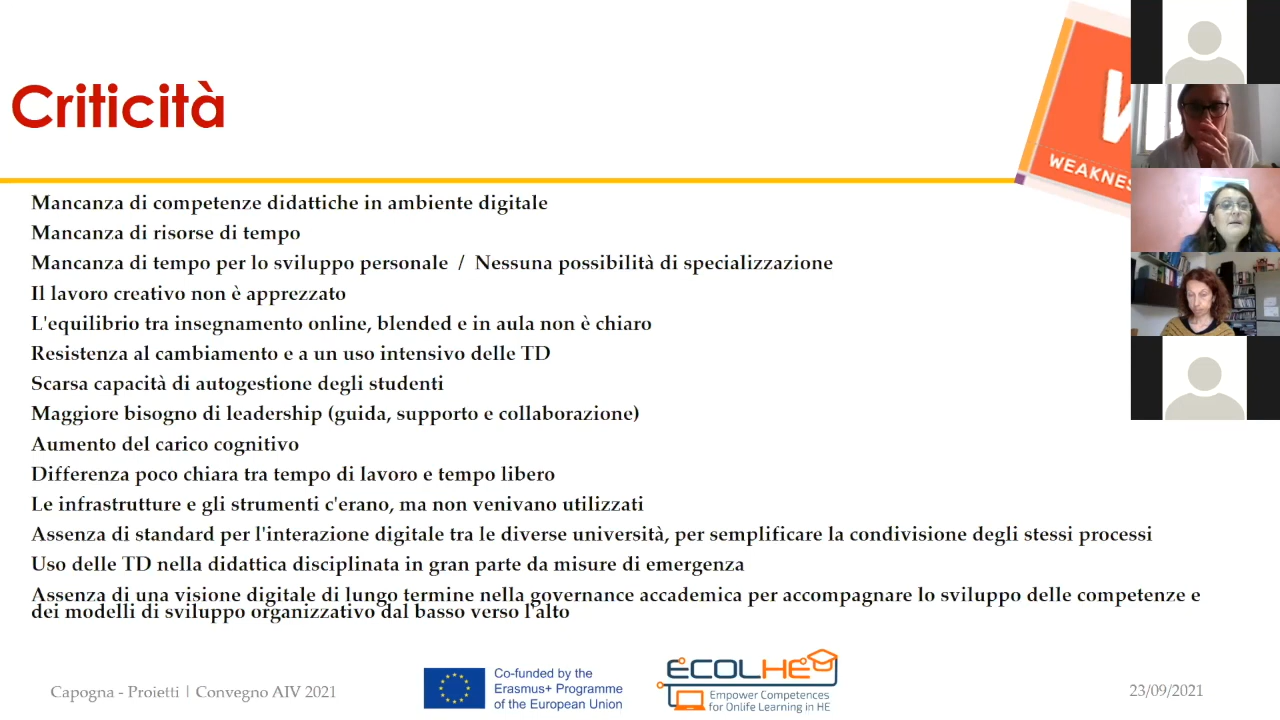 Criticità
W
WEAKNES
Mancanza di competenze didattiche in ambiente digitale
Mancanza di risorse di tempo
Mancanza di tempo per lo sviluppo personale / Nessuna possibilità di specializzazione
Il lavoro creativo non è apprezzato
L'equilibrio tra insegnamento online, blended e in aula non è chiaro
Resistenza al cambiamento e a un uso intensivo delle TD
Scarsa capacità di autogestione degli studenti
Maggiore bisogno di leadership (guida, supporto e collaborazione)
Aumento del carico cognitivo
Differenza poco chiara tra tempo di lavoro e tempo libero
Le infrastrutture e gli strumenti c'erano, ma non venivano utilizzati
Assenza di standard per l'interazione digitale tra le diverse università, per semplificare la condivisione degli stessi processi
Uso delle TD nella didattica disciplinata in gran parte da misure di emergenza
Assenza di una visione digitale di lungo termine nella governance accademica per accompagnare lo sviluppo delle competenze e
dei modelli di sviluppo organizzativo dal basso verso l'alto
Capogna - Proietti | Convegno AIV 2021
Co-funded by the
Erasmus+ Programme
of the European Union
ECOLHE
Empower Competences
for Onlife Learning in HE
23/09/2021